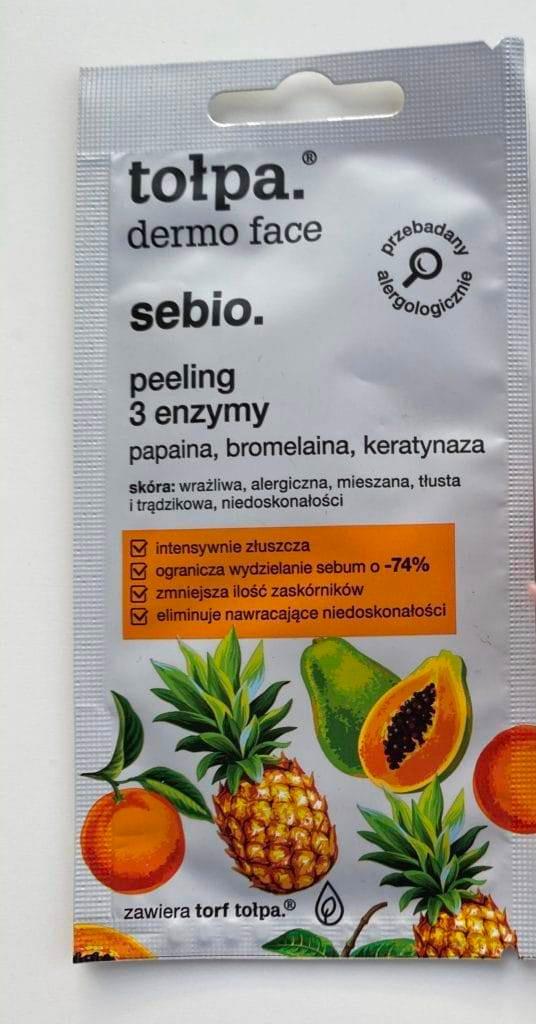 tołpa.®
dermo face
przebadany
alergologicznie
sebio.
peeling
3 enzymy
papaina, bromelaina, keratynaza
skóra: wrażliwa, alergiczna, mieszana, tłusta
i trądzikowa, niedoskonałości
intensywnie złuszcza
ogranicza wydzielanie sebum o -74%
zmniejsza ilość zaskórników
eliminuje nawracające niedoskonałości
zawiera torf tołpa.®